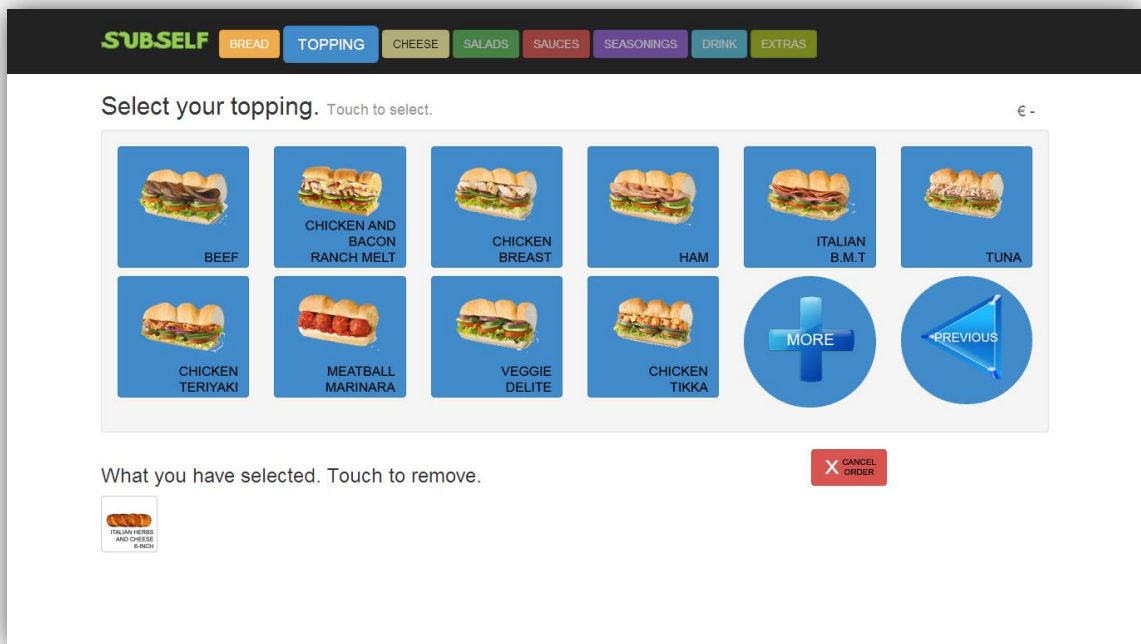 SUBSELF BREAD TOPPING CHEESE SALADS SAUCES SEASONINGS DRINK EXTRAS
Select your topping. Touch to select.
€ -
BEEF
CHICKEN AND
BACON
RANCH MELT
CHICKEN
BREAST
HAM
ITALIAN
B.M.T
TUNA
CHICKEN
TERIYAKI
MEATBALL
MARINARA
VEGGIE
DELITE
CHICKEN
TIKKA
MORE
PREVIOUS
What you have selected. Touch to remove.
X CANCEL
ORDER
ITALIAN HERBS
AND CHEESE
6-INCH